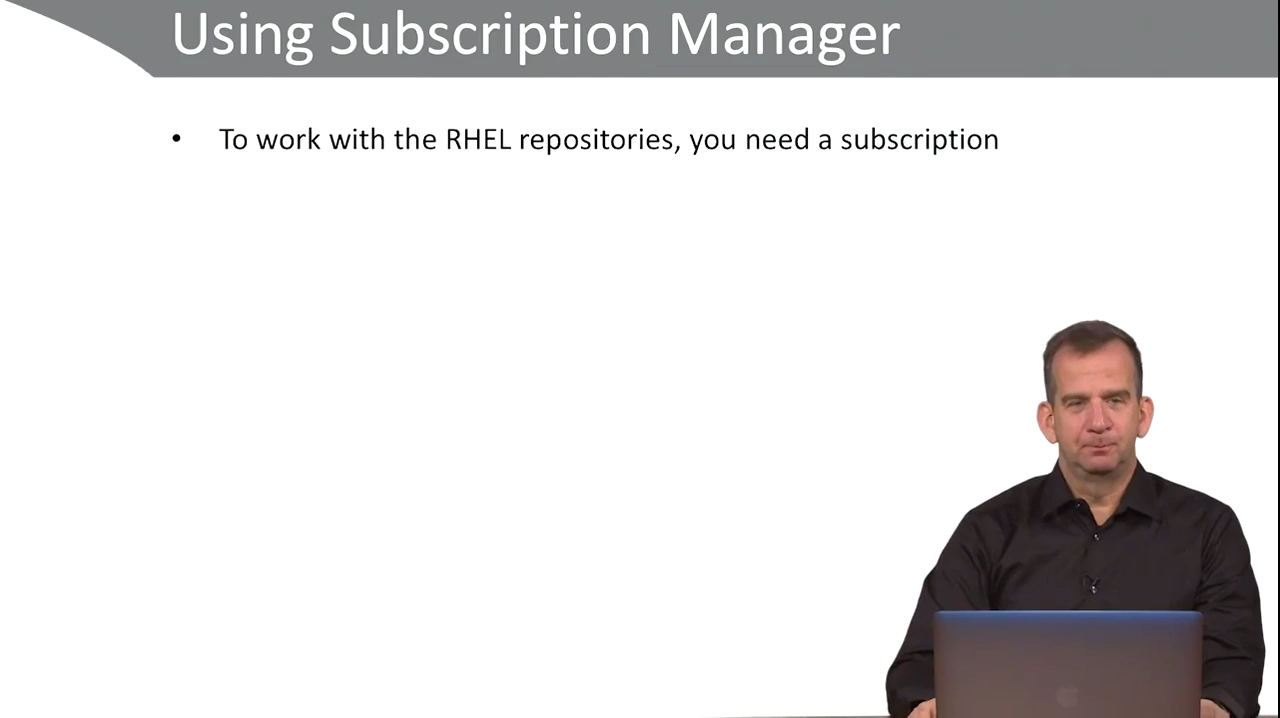 Using Subscription Manager
• To work with the RHEL repositories, you need a subscription